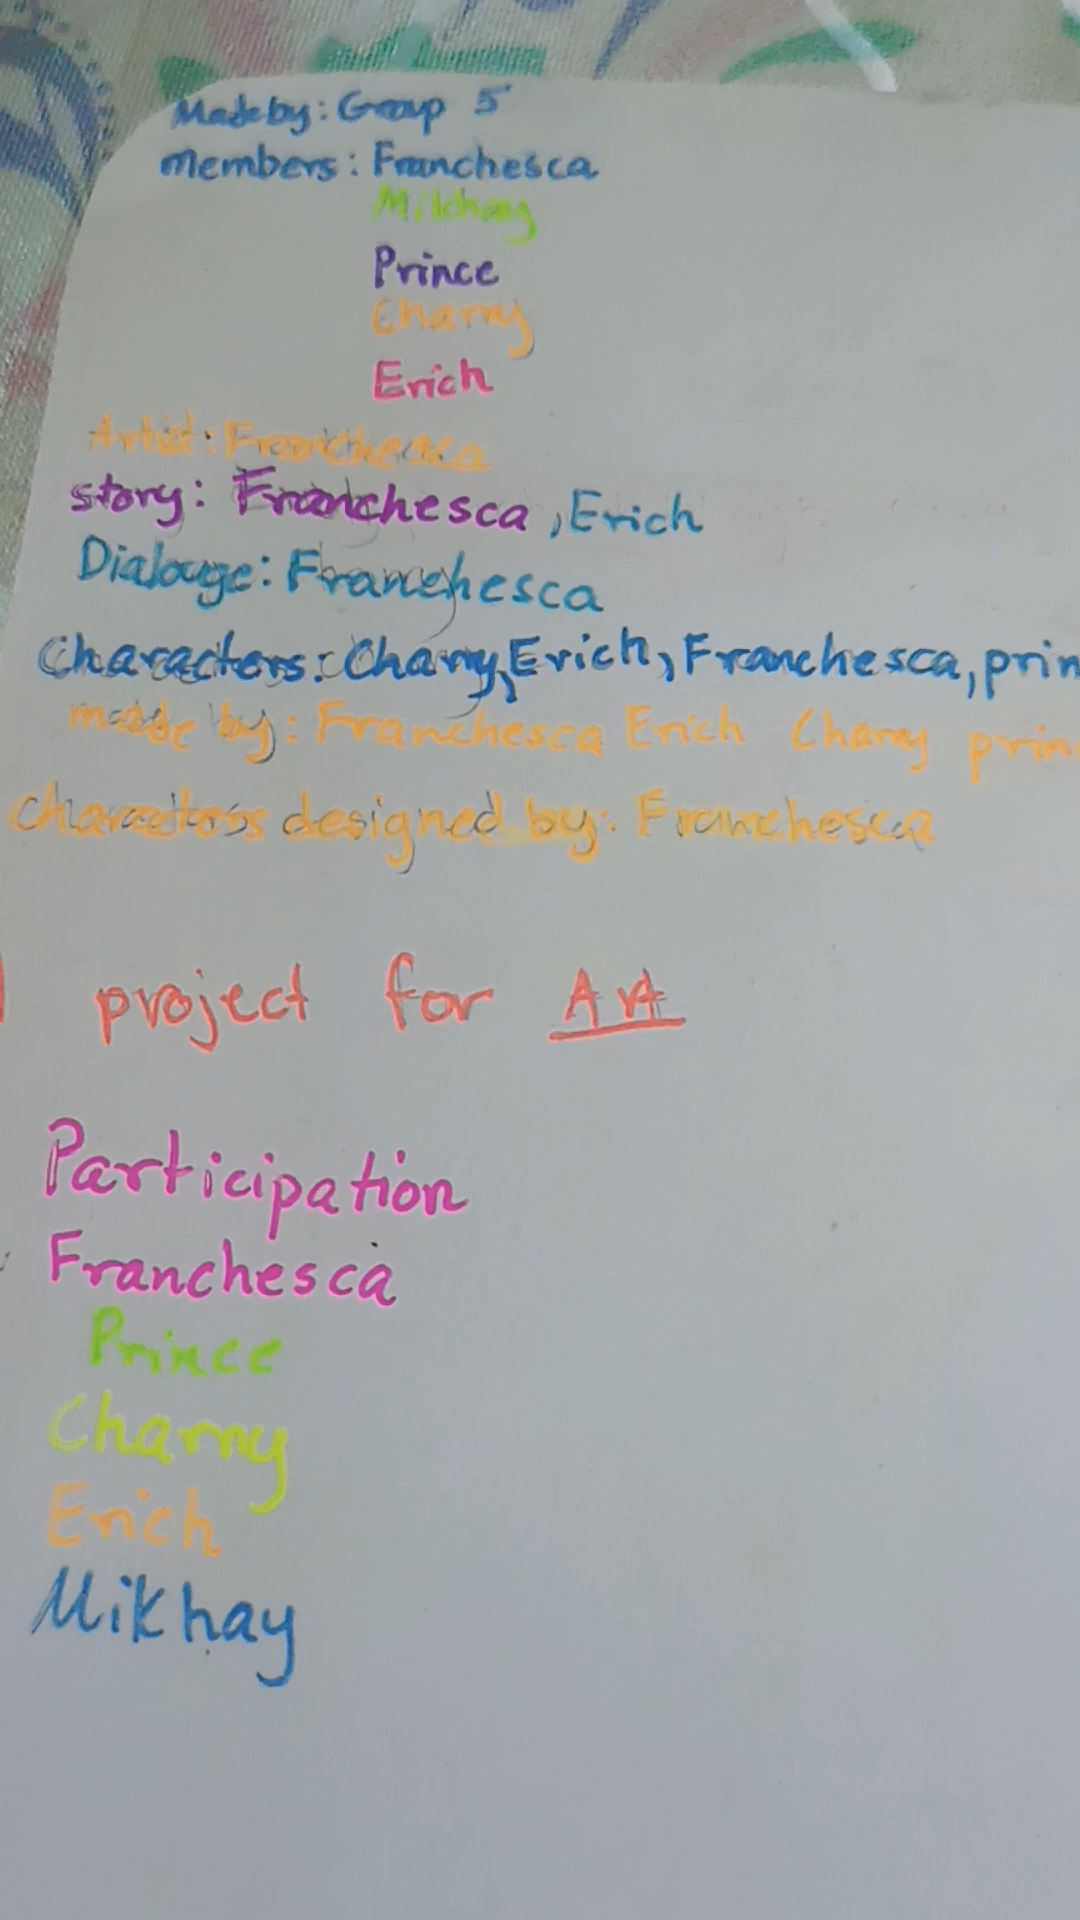 Made by: Group 5
members: Franchesca
Mikhay
Prince
Charry
Erich
Artist: Franchesca
story: Franchesca, Erich
Dialouge: Franchesca
Characters: Charry, Erich, Franchesca, prin
made by: Franchesca Erich Charry prin
characters designed by: Franchesca
project for Art
Participation
Franchesca
Prince
Charry
Erich
Mikhay